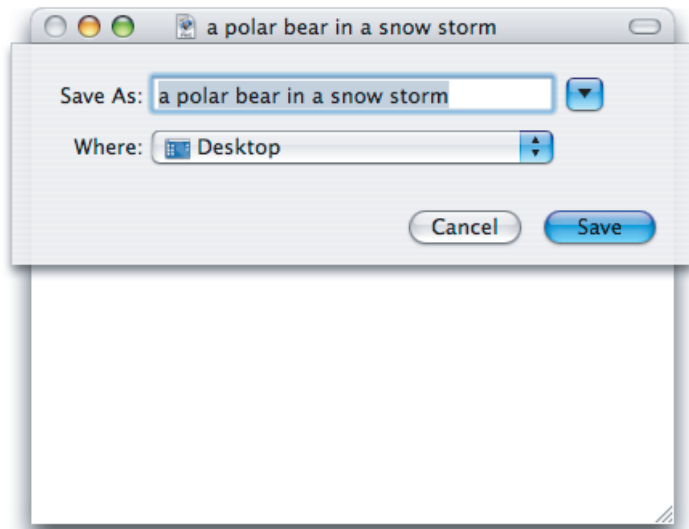 a polar bear in a snow storm
Save As: a polar bear in a snow storm
Where: Desktop
Cancel Save